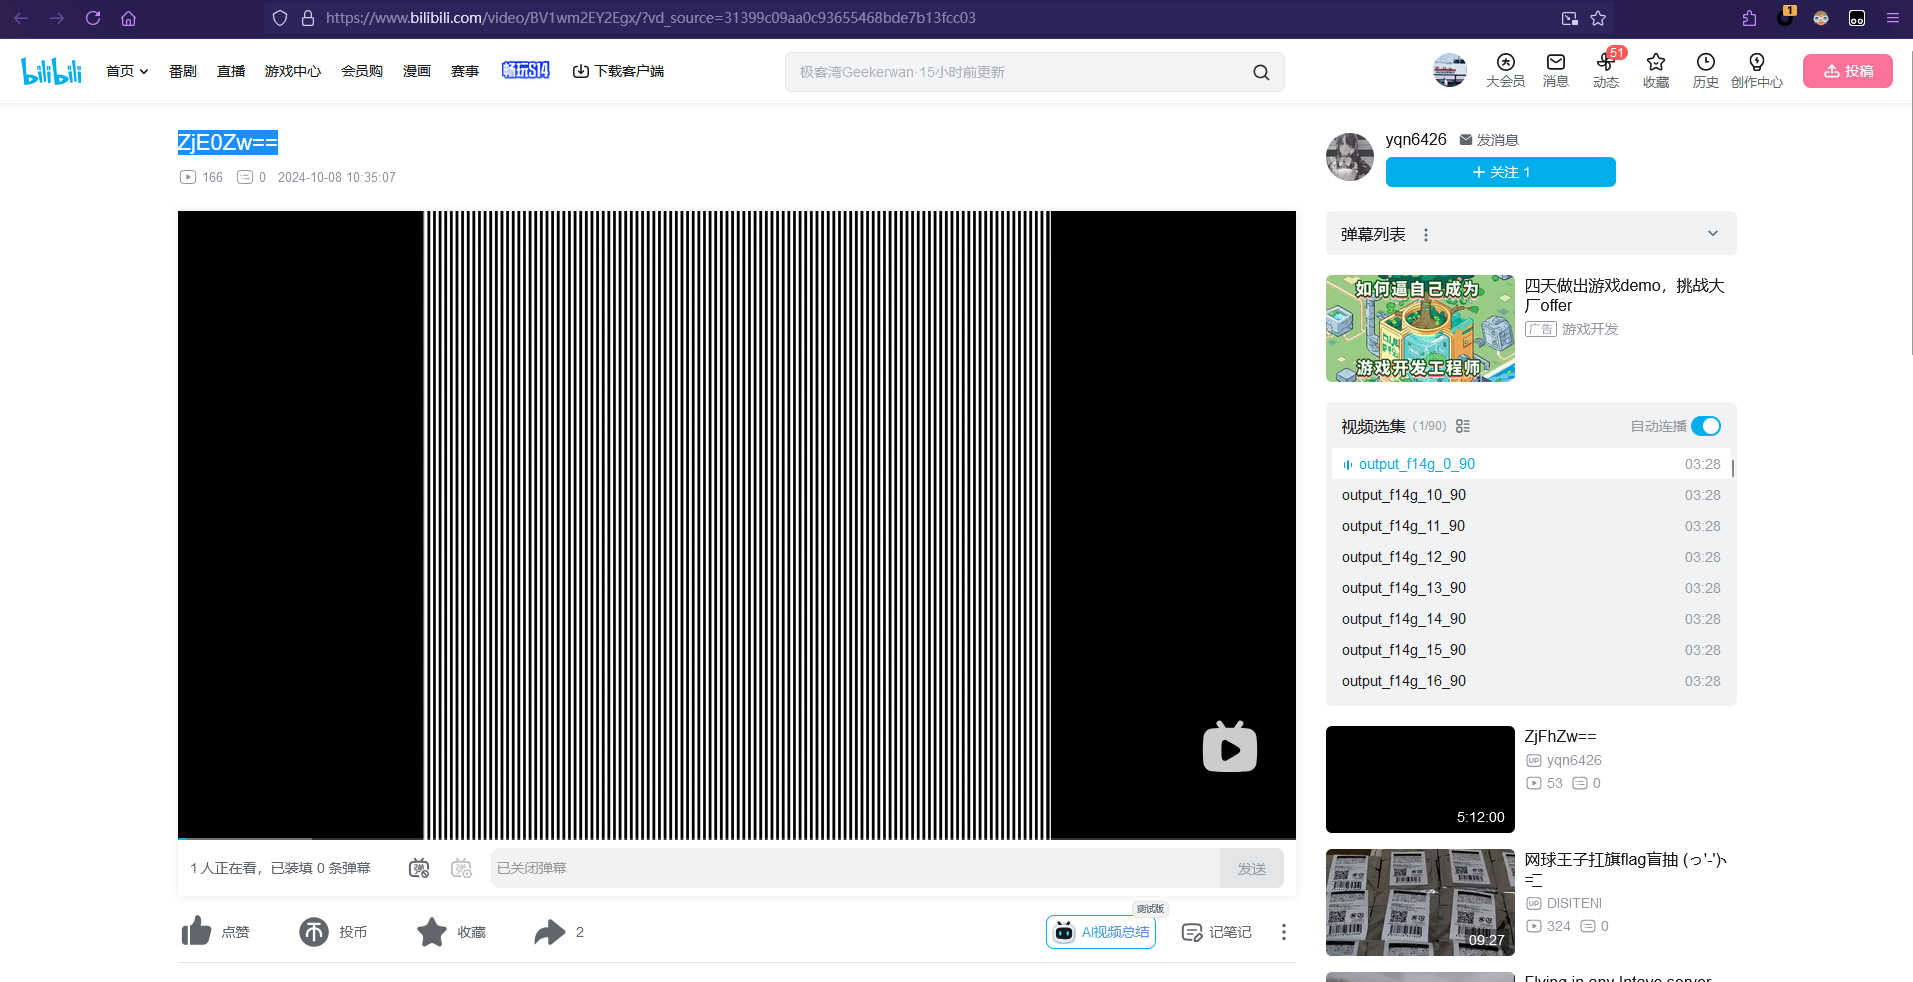 https://www.bilibili.com/video/BV1wm2EY2Egx/?vd_source=31399c09aa0c93655468bde7b13fcc03
1
bilibili
首页
番剧
直播
游戏中心
会员购
漫画
赛事
畅玩S14
下载客户端
极客湾Geekerwan·15小时前更新
大会员
消息
51
动态
收藏
历史
创作中心
投稿
ZjE0Zw==
166 0 2024-10-08 10:35:07
yqn6426 发消息
+ 关注 1
弹幕列表
如何逼自己成为
游戏开发工程师
四天做出游戏demo，挑战大
厂offer
广告 游戏开发
视频选集 (1/90) 自动连播
output_f14g_0_90 03:28
output_f14g_10_90 03:28
output_f14g_11_90 03:28
output_f14g_12_90 03:28
output_f14g_13_90 03:28
output_f14g_14_90 03:28
output_f14g_15_90 03:28
output_f14g_16_90 03:28
5:12:00
ZjFhZw==
UP yqn6426
53 0
09:27
网球王子扛旗flag盲抽 (っ'-')╮
=͟͟͞͞
UP DISITENI
324 0
1人正在看，已装填 0 条弹幕
弹
弹
已关闭弹幕
发送
点赞
投币
收藏
2
测试版
AI视频总结
记笔记
Flying in any Intave server